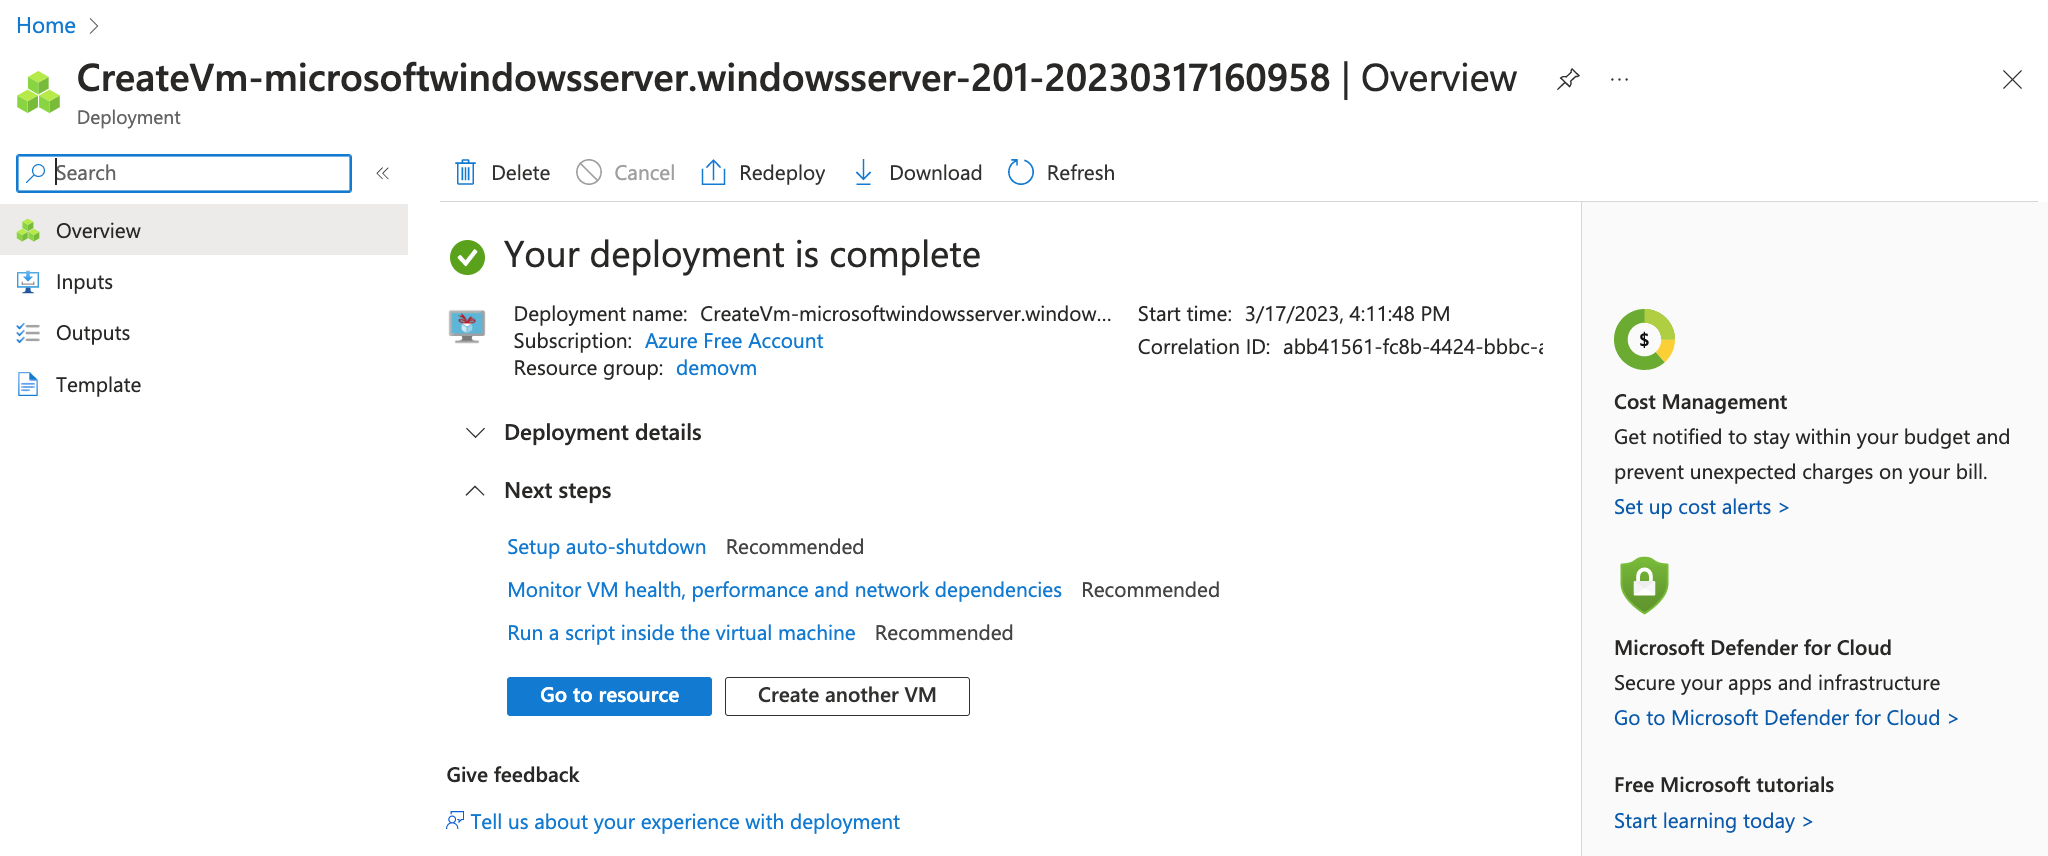 Home >
CreateVm-microsoftwindowsserver.windowsserver-201-20230317160958 | Overview
Deployment
Search
Overview
Inputs
Outputs
Template
Delete
Cancel
Redeploy
Download
Refresh
Your deployment is complete
Deployment name: CreateVm-microsoftwindowsserver.window...
Subscription: Azure Free Account
Resource group: demovm
Start time: 3/17/2023, 4:11:48 PM
Correlation ID: abb41561-fc8b-4424-bbbc-a
Deployment details
Next steps
Setup auto-shutdown Recommended
Monitor VM health, performance and network dependencies Recommended
Run a script inside the virtual machine Recommended
Go to resource
Create another VM
Give feedback
Tell us about your experience with deployment
$
Cost Management
Get notified to stay within your budget and
prevent unexpected charges on your bill.
Set up cost alerts >
Microsoft Defender for Cloud
Secure your apps and infrastructure
Go to Microsoft Defender for Cloud >
Free Microsoft tutorials
Start learning today >